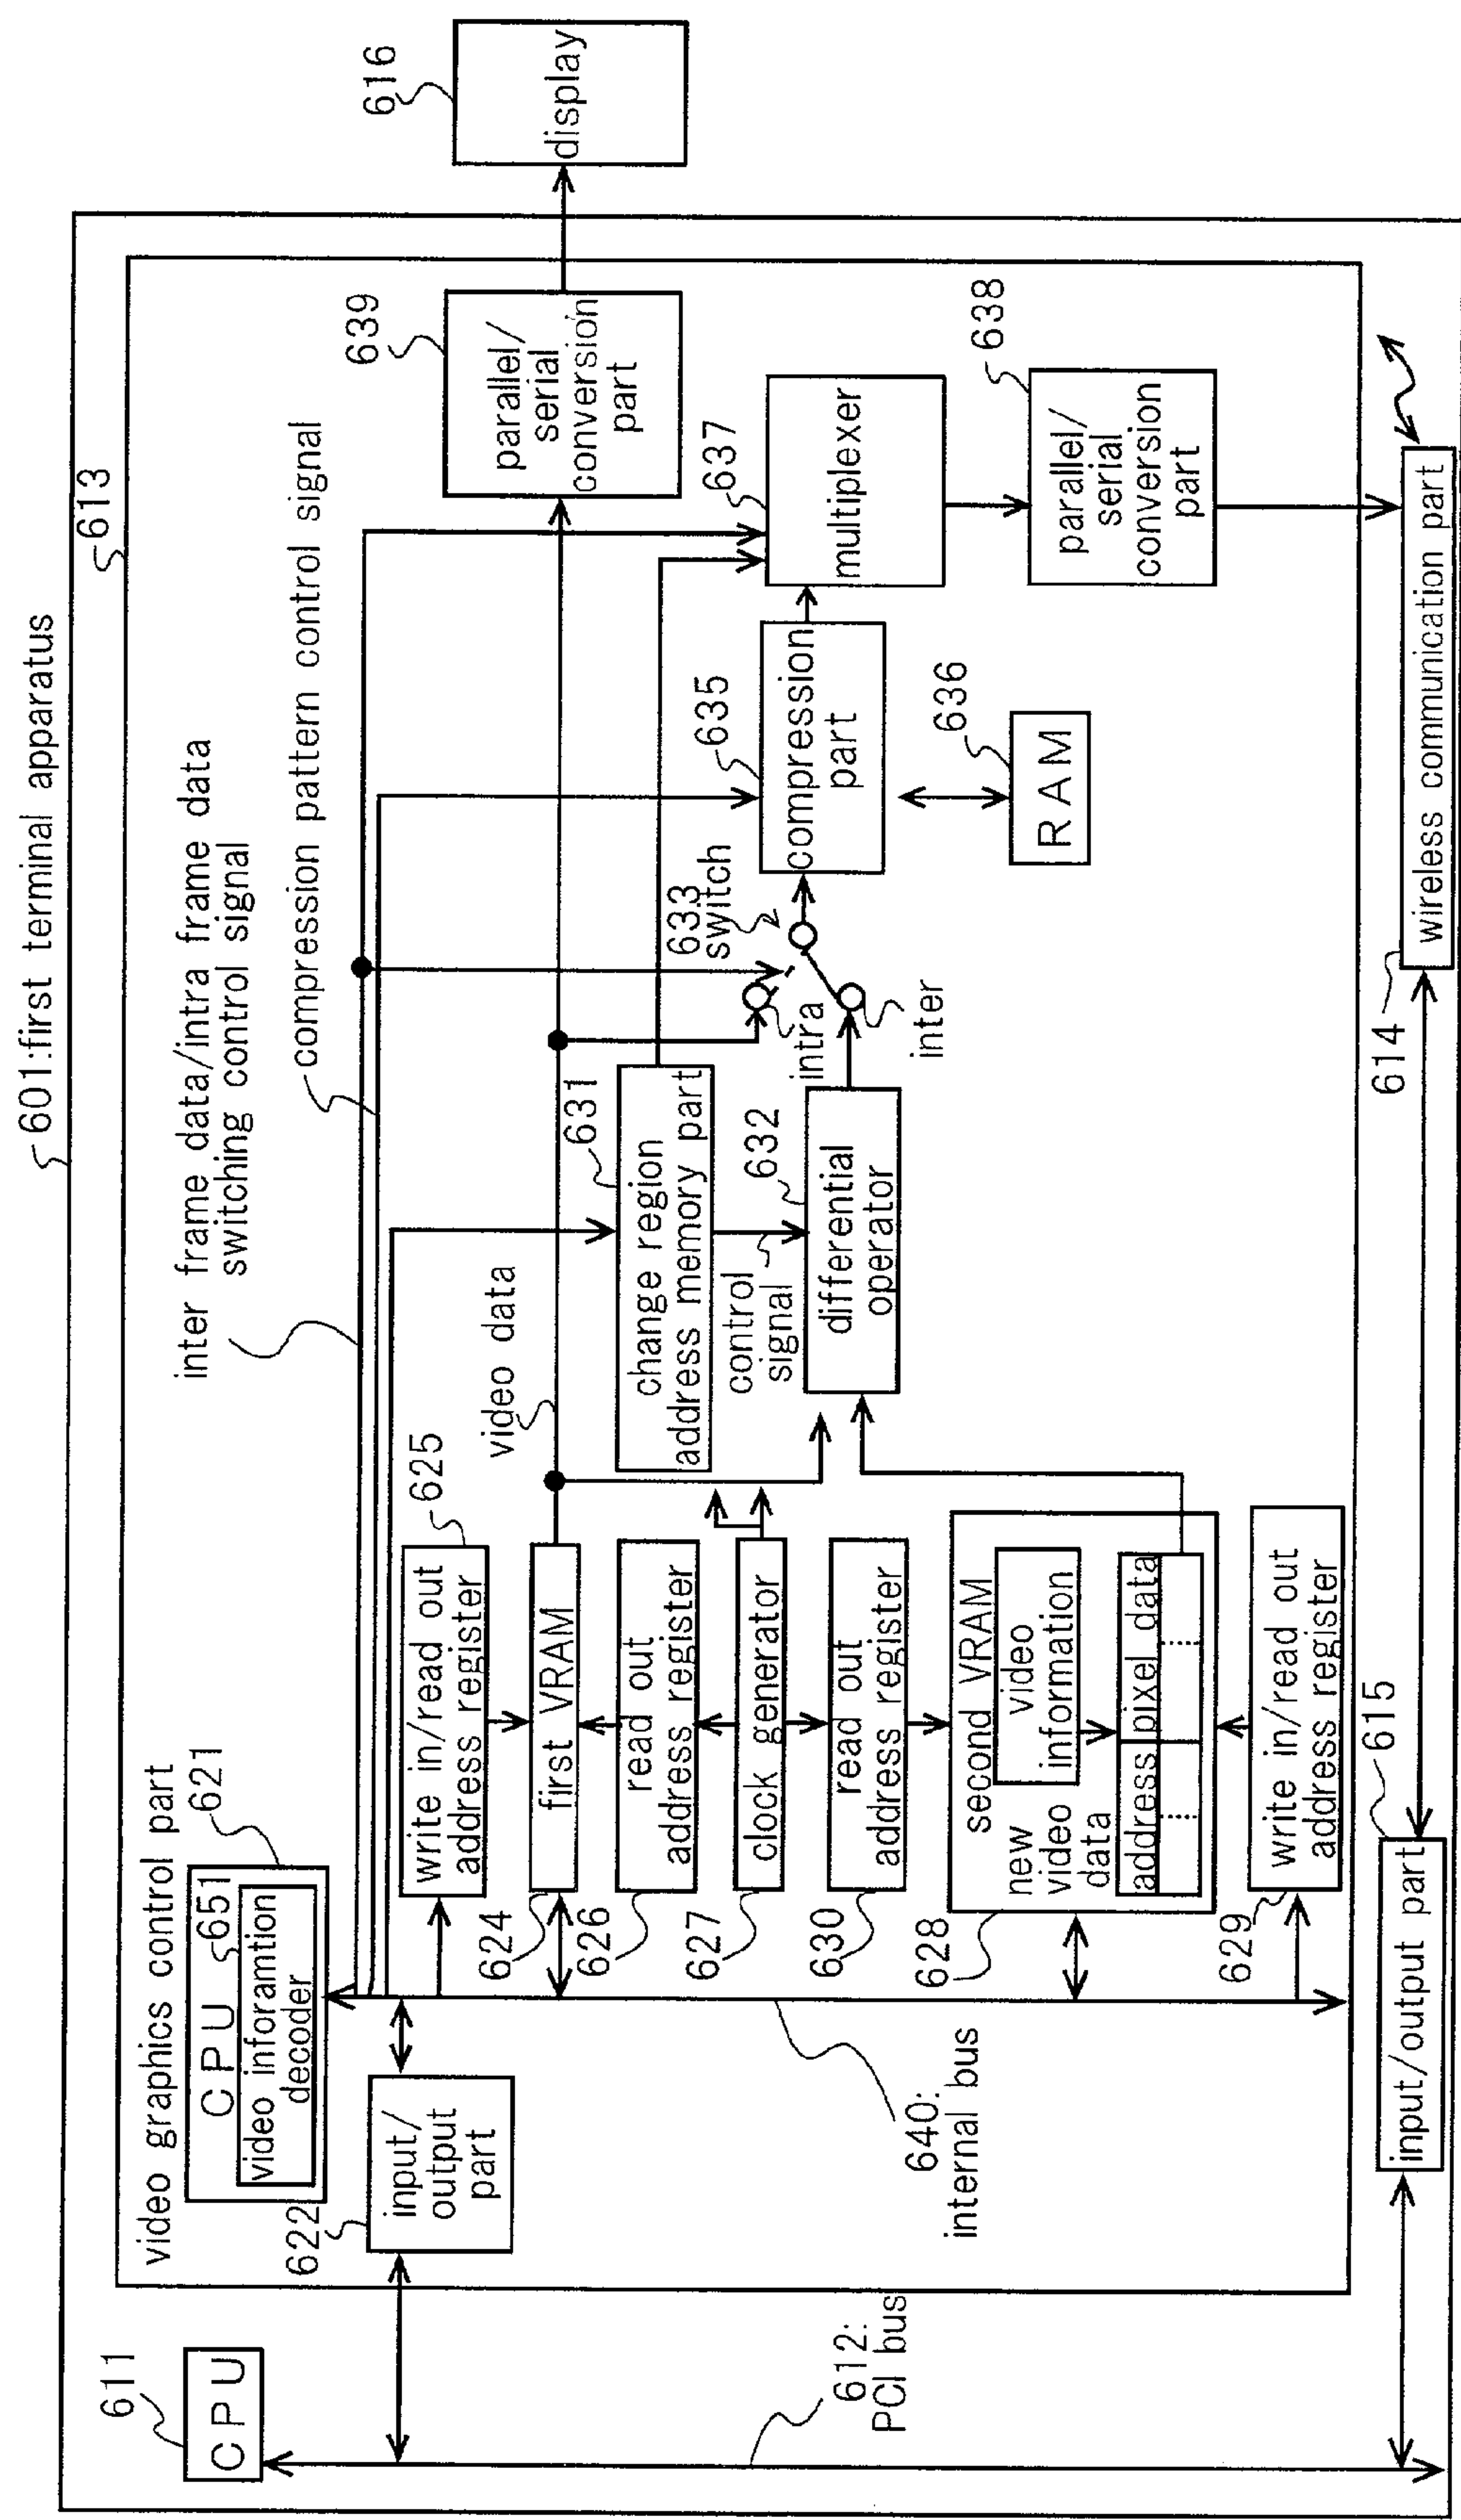 601:first terminal apparatus
613
video graphics control part
611
CPU
612:
PCI bus
621
CPU
651
video inforamtion
decoder
622
input/
output
part
640:
internal bus
inter frame data/intra frame data
switching control signal
compression pattern control signal
625
write in/read out
address register
624
first VRAM
626
read out
address register
627
clock generator
630
read out
address register
628
second VRAM
video
information
new
video
data
address
pixel data
629
write in/read out
address register
video data
631
change region
address memory part
control
signal
632
differential
operator
intra
inter
633
switch
635
compression
part
636
RAM
637
multiplexer
638
parallel/
serial
conversion
part
639
parallel/
serial
conversion
part
616
display
614
wireless communication part
615
input/output part